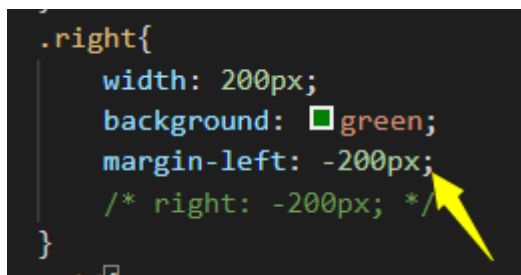 .right{
width: 200px;
background: green;
margin-left: -200px;
/* right: -200px; */
}